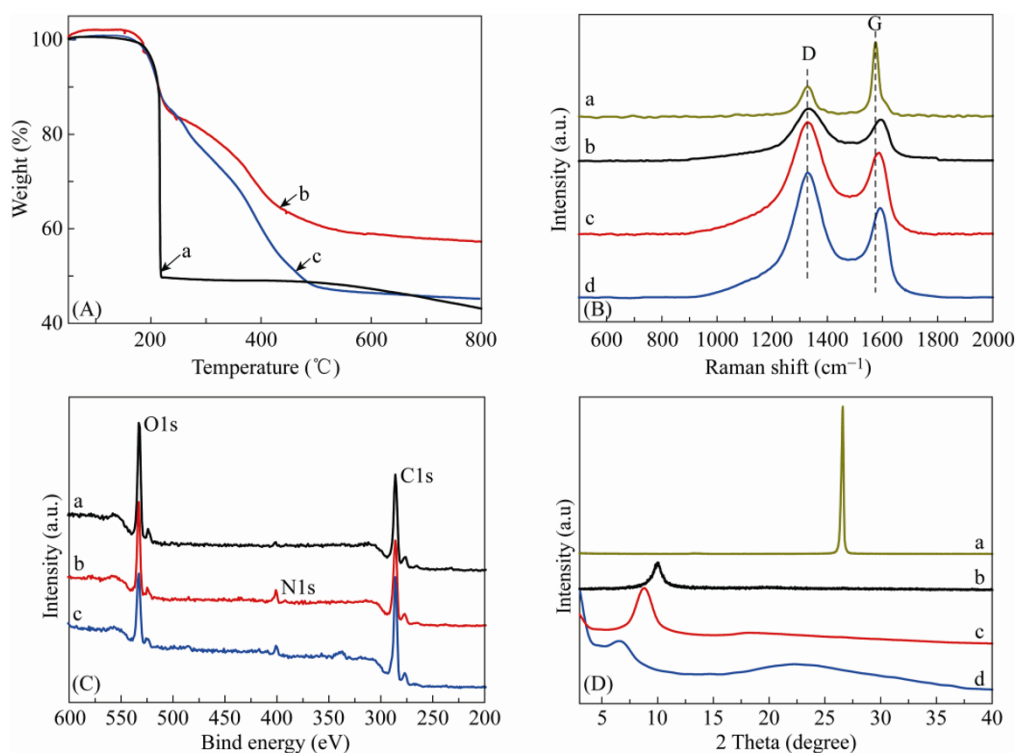 100
80
60
40
Weight (%)
a
b
c
(A)
200
400
600
800
Temperature (℃)
D
G
a
b
c
d
Intensity (a.u.)
(B)
600 800 1000 1200 1400 1600 1800 2000
Raman shift (cm⁻¹)
O1s
C1s
N1s
a
b
c
Intensity (a.u.)
(C)
600 550 500 450 400 350 300 250 200
Bind energy (eV)
a
b
c
d
Intensity (a.u)
(D)
5 10 15 20 25 30 35 40
2 Theta (degree)